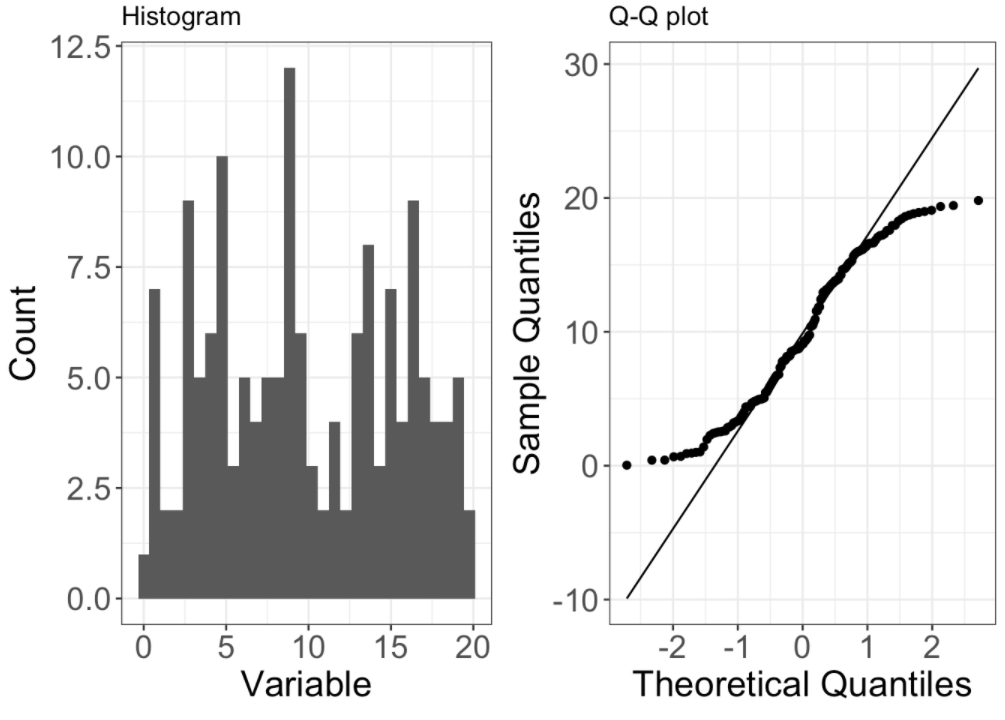 Histogram
12.5
10.0
7.5
5.0
2.5
0.0
Count
0 5 10 15 20
Variable
Q-Q plot
30
20
10
0
-10
Sample Quantiles
-2 -1 0 1 2
Theoretical Quantiles